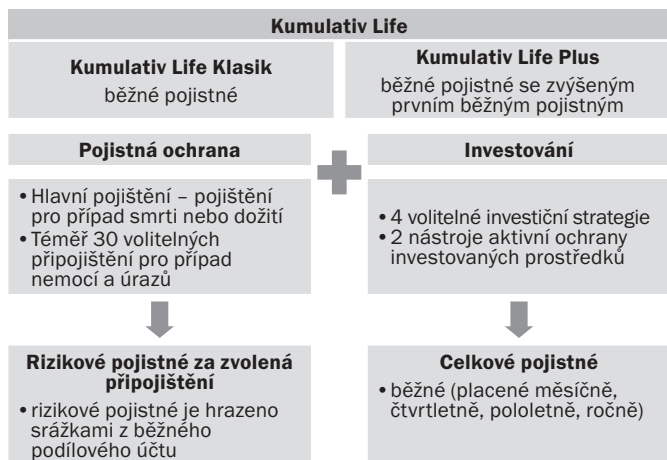 Kumulativ Life
Kumulativ Life Klasik
běžné pojistné
Kumulativ Life Plus
běžné pojistné se zvýšeným
prvním běžným pojistným
Pojistná ochrana
• Hlavní pojištění – pojištění
pro případ smrti nebo dožití
• Téměř 30 volitelných
připojištění pro případ
nemocí a úrazů
Investování
• 4 volitelné investiční strategie
• 2 nástroje aktivní ochrany
investovaných prostředků
Rizikové pojistné za zvolená
připojištění
• rizikové pojistné je hrazeno
srážkami z běžného
podílového účtu
Celkové pojistné
• běžné (placené měsíčně,
čtvrtletně, pololetně, ročně)